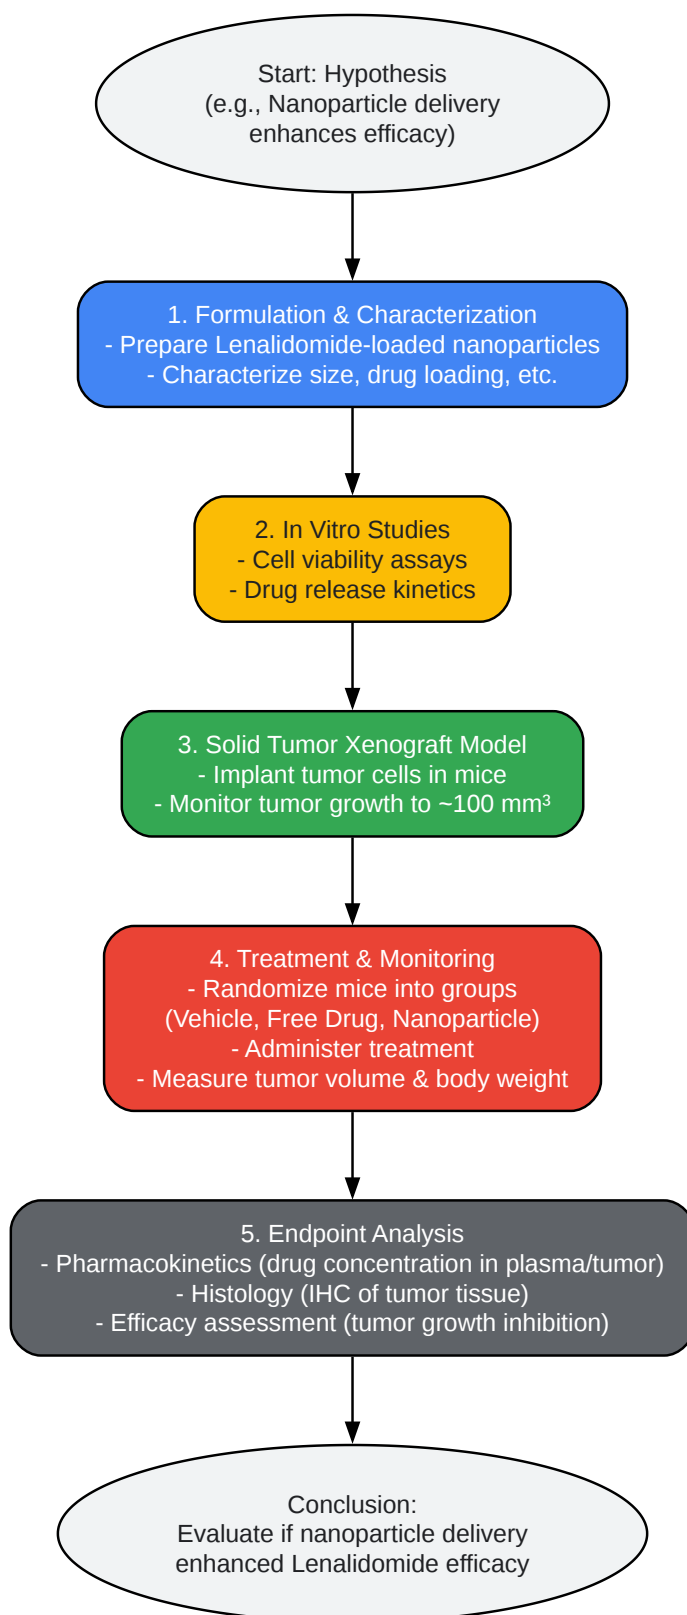 Start: Hypothesis
(e.g., Nanoparticle delivery
enhances efficacy)
1. Formulation & Characterization
- Prepare Lenalidomide-loaded nanoparticles
- Characterize size, drug loading, etc.
2. In Vitro Studies
- Cell viability assays
- Drug release kinetics
3. Solid Tumor Xenograft Model
- Implant tumor cells in mice
- Monitor tumor growth to ~100 mm³
4. Treatment & Monitoring
- Randomize mice into groups
(Vehicle, Free Drug, Nanoparticle)
- Administer treatment
- Measure tumor volume & body weight
5. Endpoint Analysis
- Pharmacokinetics (drug concentration in plasma/tumor)
- Histology (IHC of tumor tissue)
- Efficacy assessment (tumor growth inhibition)
Conclusion:
Evaluate if nanoparticle delivery
enhanced Lenalidomide efficacy